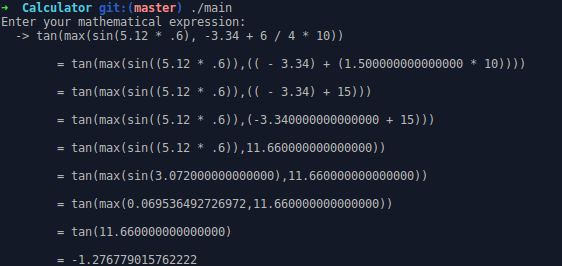 ➜ Calculator git:(master) ./main
Enter your mathematical expression:
-> tan(max(sin(5.12 * .6), -3.34 + 6 / 4 * 10))
= tan(max(sin((5.12 * .6)),(( - 3.34) + (1.500000000000000 * 10))))
= tan(max(sin((5.12 * .6)),(( - 3.34) + 15)))
= tan(max(sin((5.12 * .6)),(-3.340000000000000 + 15)))
= tan(max(sin((5.12 * .6)),11.660000000000000))
= tan(max(sin(3.072000000000000),11.660000000000000))
= tan(max(0.069536492726972,11.660000000000000))
= tan(11.660000000000000)
= -1.276779015762222